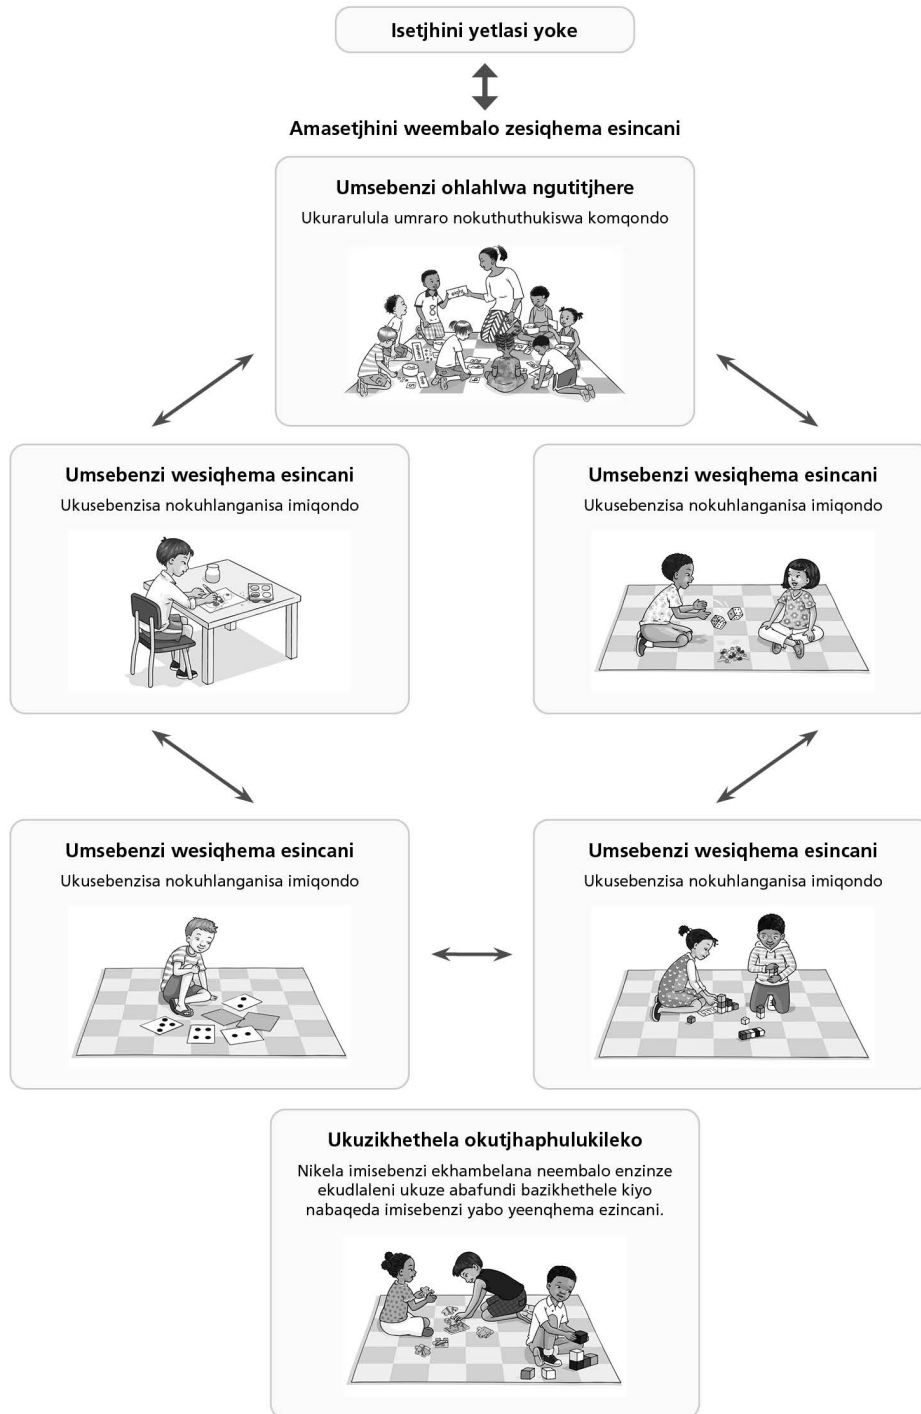 Isetjhini yetlasi yoke
Amasetjhini weembalo zesiqhema esincani
Umsebenzi ohlahlwa ngutitjhere
Ukurarulula umraro nokuthuthukiswa komqondo
Umsebenzi wesiqhema esincani
Ukusebenzisa nokuhlanganisa imiqondo
Umsebenzi wesiqhema esincani
Ukusebenzisa nokuhlanganisa imiqondo
Umsebenzi wesiqhema esincani
Ukusebenzisa nokuhlanganisa imiqondo
Umsebenzi wesiqhema esincani
Ukusebenzisa nokuhlanganisa imiqondo
Ukuzikhethela okutjhaphulukileko
Nikela imisebenzi ekhambelana neembalo enzinze
ekudlaleni ukuze abafundi bazikhethele kiyo
nabaqeda imisebenzi yabo yeenqhema ezincani.